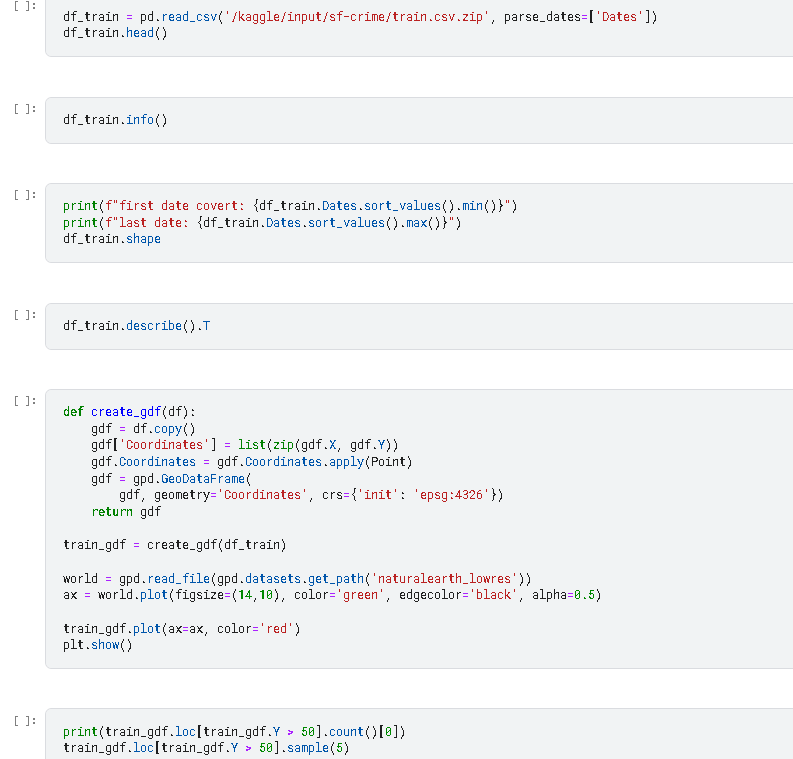 [ ]:
df_train = pd.read_csv('/kaggle/input/sf-crime/train.csv.zip', parse_dates=['Dates'])
df_train.head()
[ ]:
df_train.info()
[ ]:
print(f"first date covert: {df_train.Dates.sort_values().min()}")
print(f"last date: {df_train.Dates.sort_values().max()}")
df_train.shape
[ ]:
df_train.describe().T
[ ]:
def create_gdf(df):
    gdf = df.copy()
    gdf['Coordinates'] = list(zip(gdf.X, gdf.Y))
    gdf.Coordinates = gdf.Coordinates.apply(Point)
    gdf = gpd.GeoDataFrame(
        gdf, geometry='Coordinates', crs={'init': 'epsg:4326'})
    return gdf
train_gdf = create_gdf(df_train)
world = gpd.read_file(gpd.datasets.get_path('naturalearth_lowres'))
ax = world.plot(figsize=(14,10), color='green', edgecolor='black', alpha=0.5)
train_gdf.plot(ax=ax, color='red')
plt.show()
[ ]:
print(train_gdf.loc[train_gdf.Y > 50].count()[0])
train_gdf.loc[train_gdf.Y > 50].sample(5)